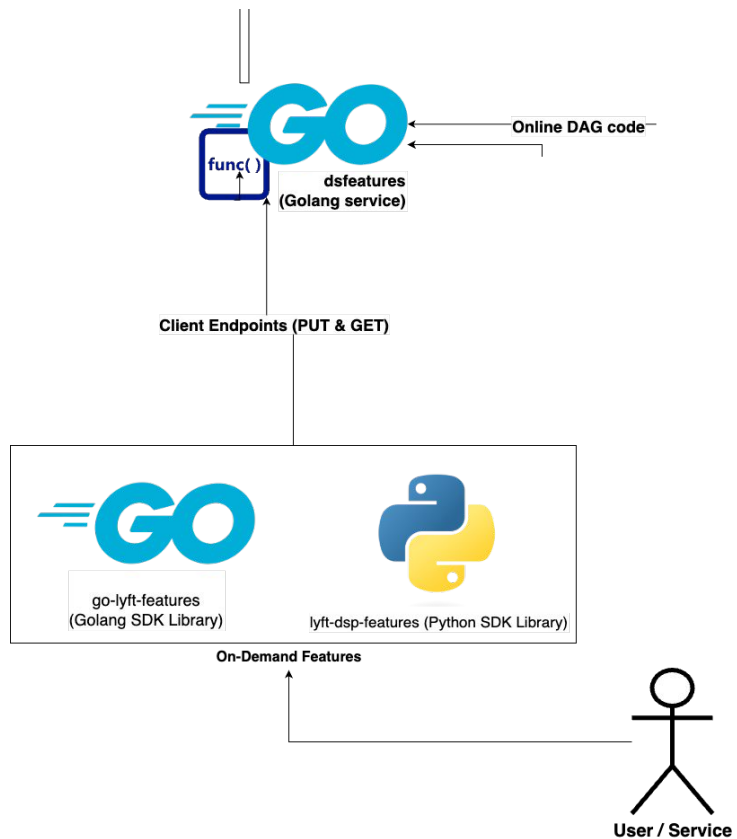 GO
Online DAG code
func( )
dsfeatures
(Golang service)
Client Endpoints (PUT & GET)
GO
go-lyft-features
(Golang SDK Library)
lyft-dsp-features (Python SDK Library)
On-Demand Features
User / Service